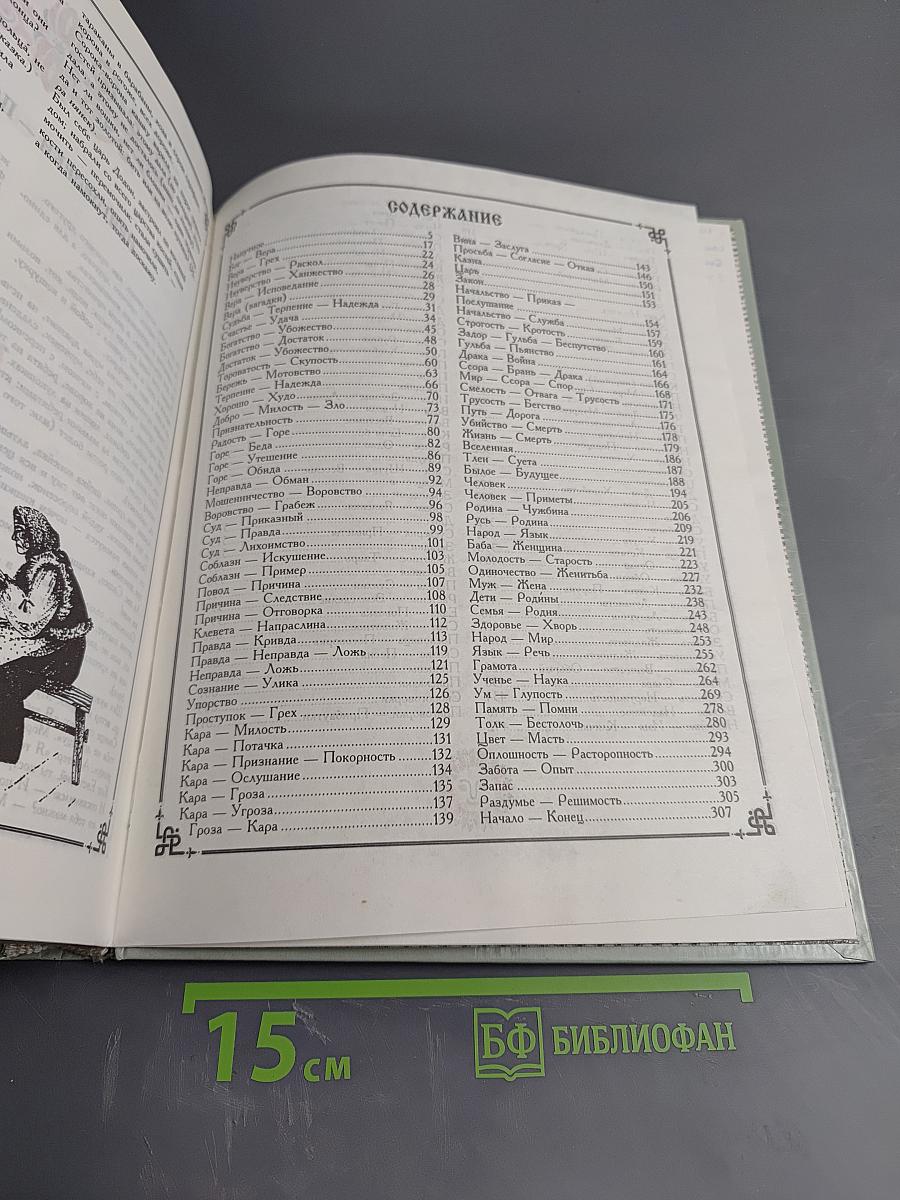 тараканы в барабаны.
СОДЕРЖАНИЕ
Напутное 5
Бог — Вера 17
Вера — Грех 22
Изуверство — Раскол 24
Изуверство — Ханжество 26
Вера — Исповедание 28
Вера (загадки) 29
Судьба — Терпение — Надежда 31
Счастье — Удача 34
Богатство — Убожество 45
Богатство — Достаток 48
Достаток — Убожество 50
Тороватость — Скупость 60
Бережь — Мотовство 63
Терпение — Надежда 66
Хорошо — Худо 70
Добро — Милость — Зло 73
Признательность 77
Радость — Горе 80
Горе — Беда 82
Горе — Утешение 86
Горе — Обида 89
Неправда — Обман 92
Мошенничество — Воровство 94
Воровство — Грабеж 96
Суд — Приказный 98
Суд — Правда 99
Суд — Лихоимство 101
Соблазн — Искушение 103
Соблазн — Пример 105
Повод — Причина 107
Причина — Следствие 108
Причина — Отговорка 110
Клевета — Напраслина 112
Правда — Кривда 113
Правда — Неправда — Ложь 119
Неправда — Ложь 121
Сознание — Улика 125
Упорство 126
Проступок — Грех 128
Кара — Милость 129
Кара — Потачка 131
Кара — Признание — Покорность 132
Кара — Ослушание 134
Кара — Гроза 135
Кара — Угроза 137
Гроза — Кара 139
Вина — Заслуга 143
Просьба — Согласие — Отказ 146
Казна 150
Царь 151
Закон 153
Начальство — Приказ —
Послушание 154
Начальство — Служба 157
Строгость — Кротость 159
Задор — Гульба — Беспутство 160
Гульба — Пьянство 161
Драка — Война 164
Ссора — Брань — Драка 166
Мир — Ссора — Спор 168
Смелость — Отвага — Трусость 171
Трусость — Бегство 175
Путь — Дорога 176
Убийство — Смерть 178
Жизнь — Смерть 179
Вселенная 186
Тлен — Суета 187
Былое — Будущее 188
Человек 194
Человек — Приметы 205
Родина — Чужбина 206
Русь — Родина 209
Народ — Язык 219
Баба — Женщина 221
Молодость — Старость 223
Одиночество — Женитьба 227
Муж — Жена 232
Дети — Родины 238
Семья — Родня 243
Здоровье — Хворь 248
Народ — Мир 253
Язык — Речь 255
Грамота 262
Ученье — Наука 264
Ум — Глупость 269
Память — Помни 278
Толк — Бестолочь 280
Цвет — Масть 293
Оплошность — Расторопность 294
Забота — Опыт 300
Запас 303
Раздумье — Решимость 305
Начало — Конец 307
15 см
БФ БИБЛИОФАН